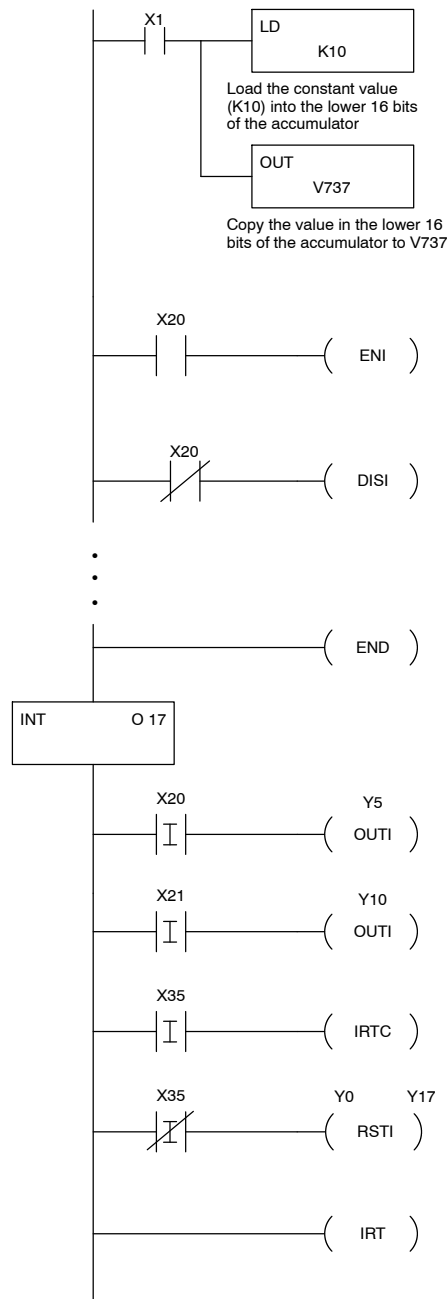 X1
LD
K10
Load the constant value
(K10) into the lower 16 bits
of the accumulator
OUT
V737
Copy the value in the lower 16
bits of the accumulator to V737
X20
ENI
X20
DISI
END
INT O 17
X20 Y5
OUTI
X21 Y10
OUTI
X35
IRTC
X35 Y0 Y17
RSTI
IRT